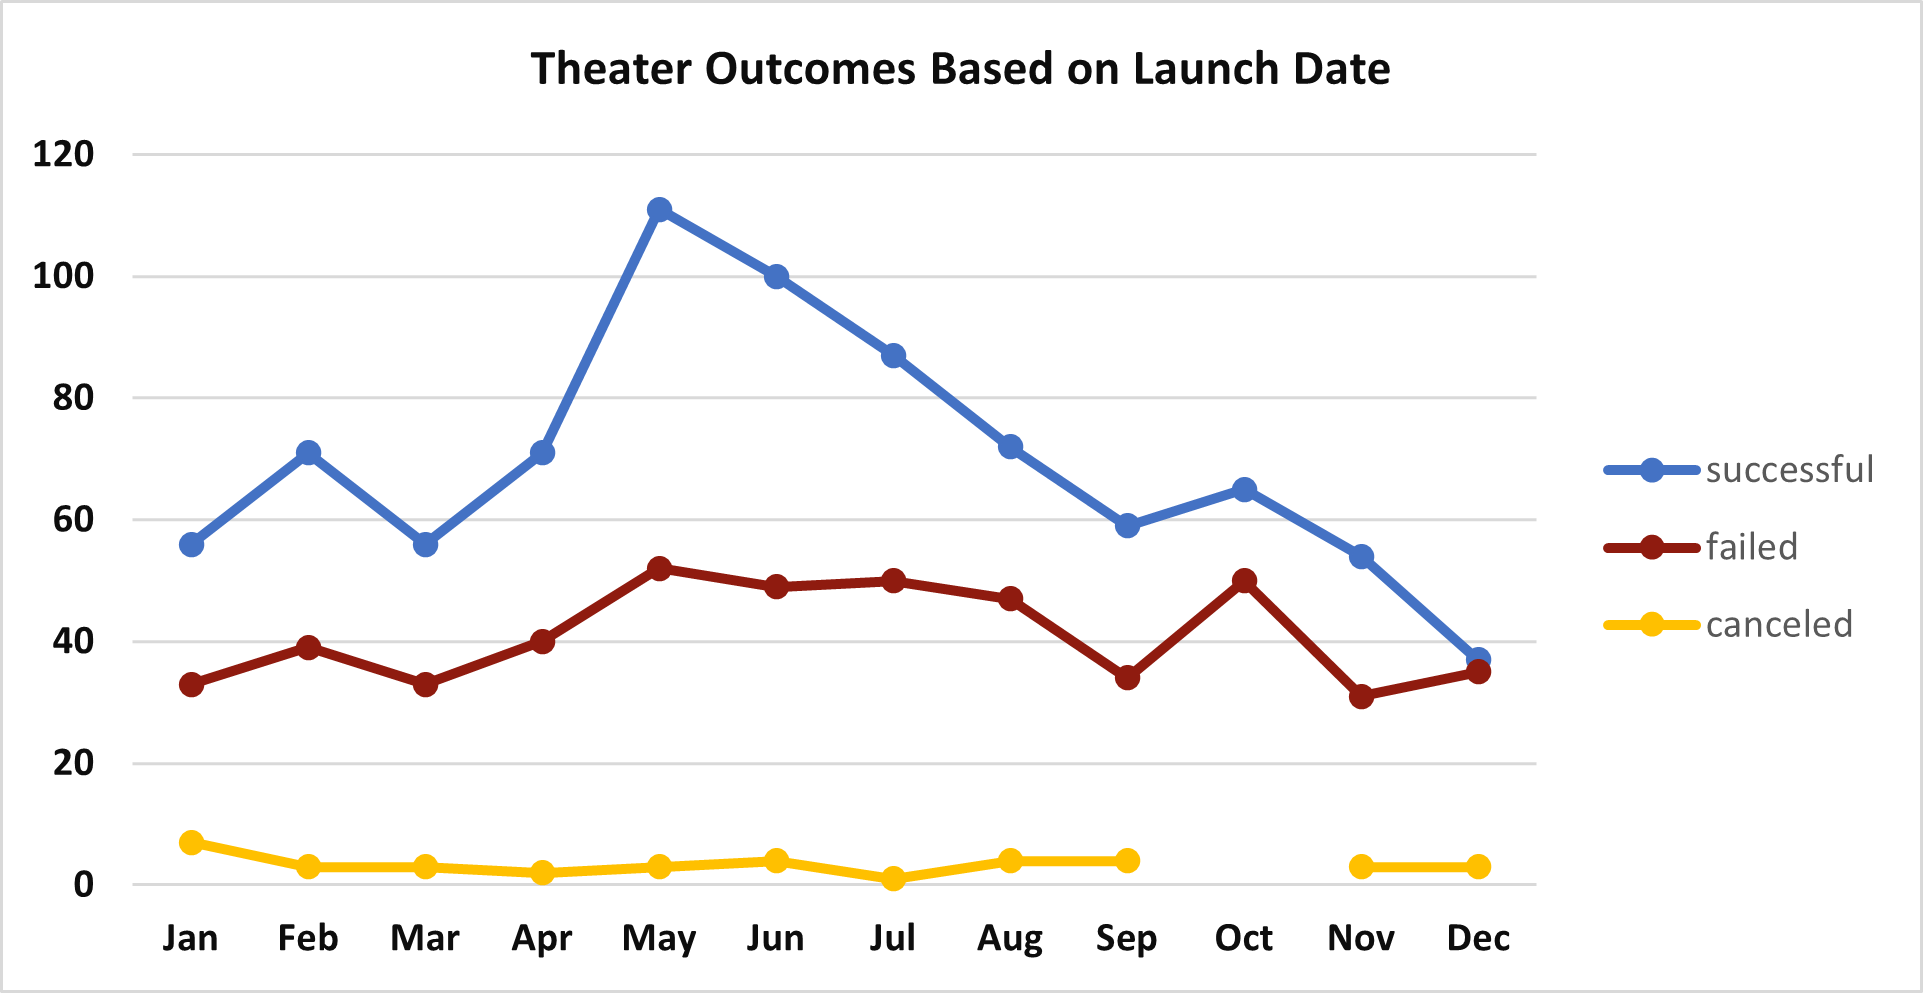 Theater Outcomes Based on Launch Date
120
100
80
60
40
20
0
Jan Feb Mar Apr May Jun Jul Aug Sep Oct Nov Dec
successful
failed
canceled